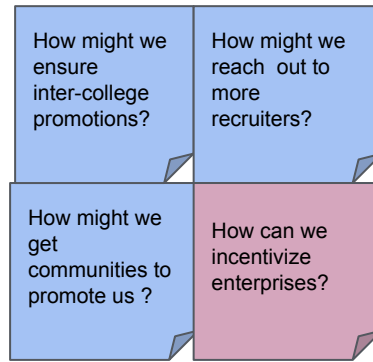 How might we
ensure
inter-college
promotions?
How might we
reach out to
more
recruiters?
How might we
get
communities to
promote us ?
How can we
incentivize
enterprises?